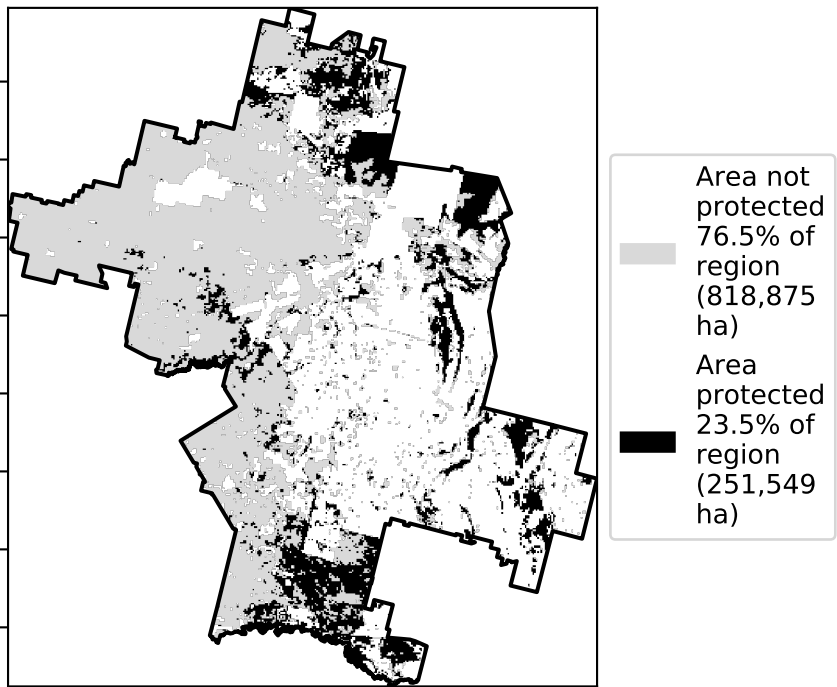 Area not
protected
76.5% of
region
(818,875
ha)
Area
protected
23.5% of
region
(251,549
ha)